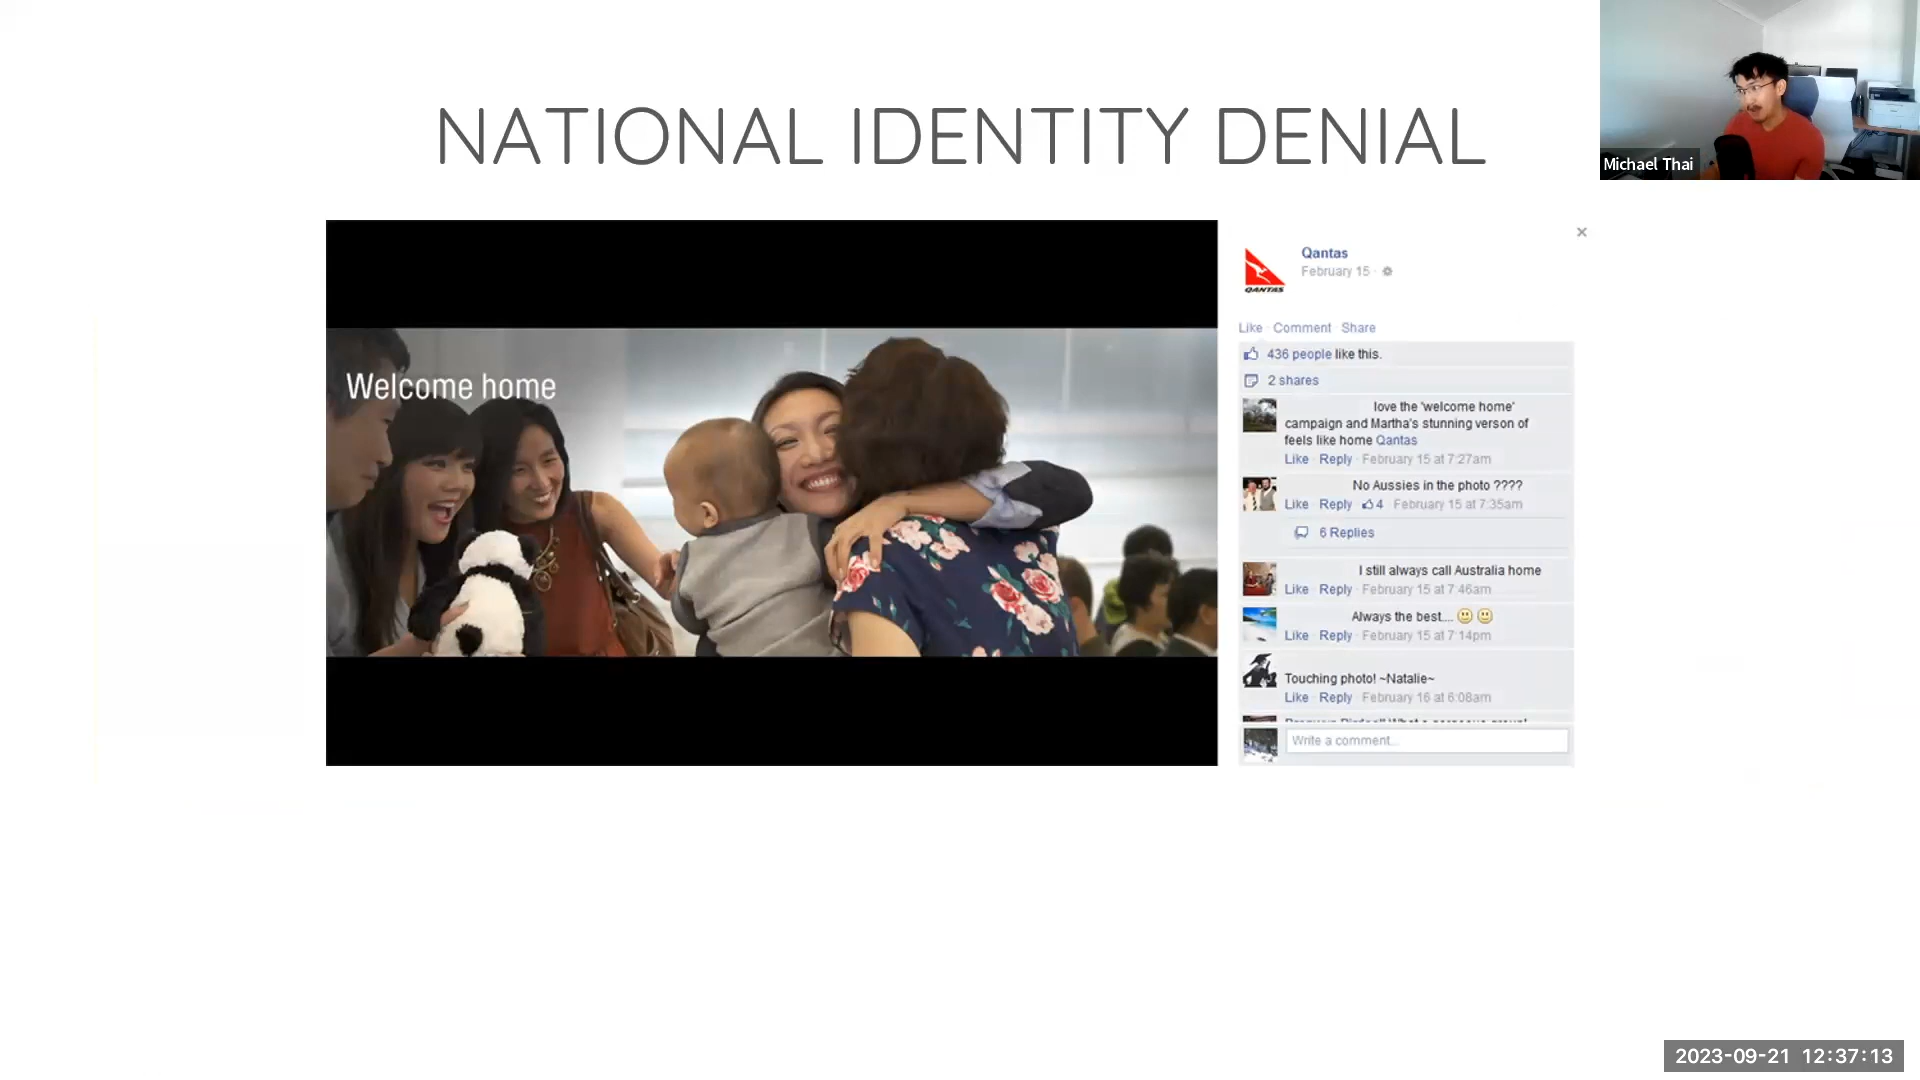 NATIONAL IDENTITY DENIAL
Michael Thai
Welcome home
Qantas
February 15
QANTAS
Like · Comment · Share
436 people like this.
2 shares
love the 'welcome home'
campaign and Martha's stunning verson of
feels like home Qantas
Like · Reply · February 15 at 7:27am
No Aussies in the photo ????
Like · Reply · 4 · February 15 at 7:35am
6 Replies
I still always call Australia home
Like · Reply · February 15 at 7:46am
Always the best....
Like · Reply · February 15 at 7:14pm
Touching photo! ~Natalie~
Like · Reply · February 16 at 6:08am
Write a comment...
2023-09-21 12:37:13